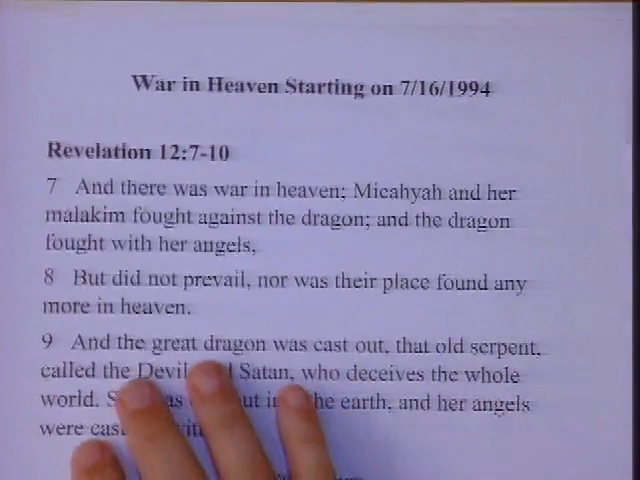 War in Heaven Starting on 7/16/1994
Revelation 12:7-10
7 And there was war in heaven; Micahyah and her
malakim fought against the dragon; and the dragon
fought with her angels,
8 But did not prevail, nor was their place found any
more in heaven.
9 And the great dragon was cast out, that old serpent,
called the Devil Satan, who deceives the whole
world. the earth, and her angels
were